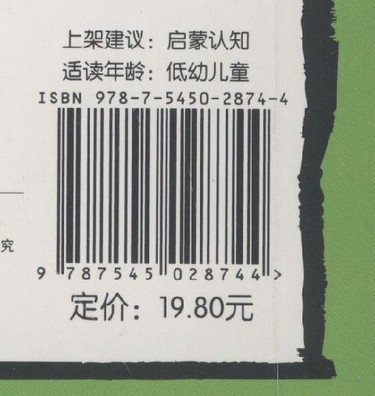 上架建议：启蒙认知
适读年龄：低幼儿童
ISBN 978-7-5450-2874-4
9 787545 028744 >
究
定价：19.80元